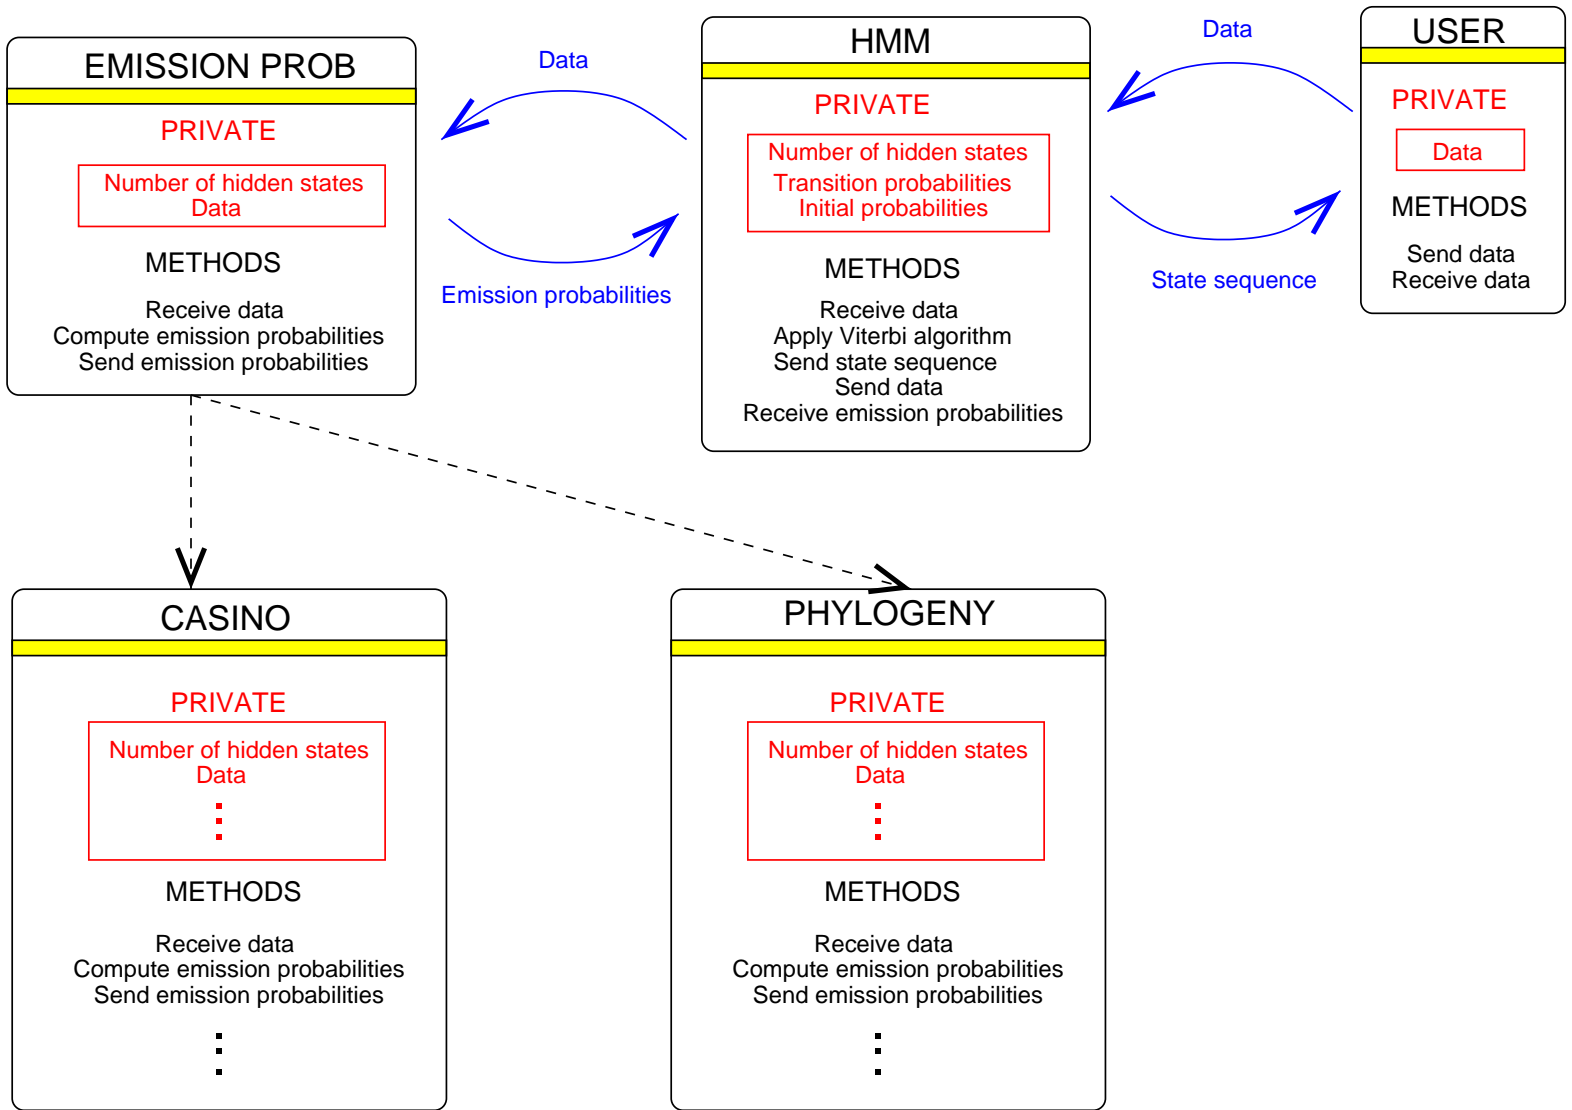 EMISSION PROB
PRIVATE
Number of hidden states
Data
METHODS
Receive data
Compute emission probabilities
Send emission probabilities
Data
Emission probabilities
HMM
PRIVATE
Number of hidden states
Transition probabilities
Initial probabilities
METHODS
Receive data
Apply Viterbi algorithm
Send state sequence
Send data
Receive emission probabilities
Data
State sequence
USER
PRIVATE
Data
METHODS
Send data
Receive data
CASINO
PRIVATE
Number of hidden states
Data
METHODS
Receive data
Compute emission probabilities
Send emission probabilities
PHYLOGENY
PRIVATE
Number of hidden states
Data
METHODS
Receive data
Compute emission probabilities
Send emission probabilities